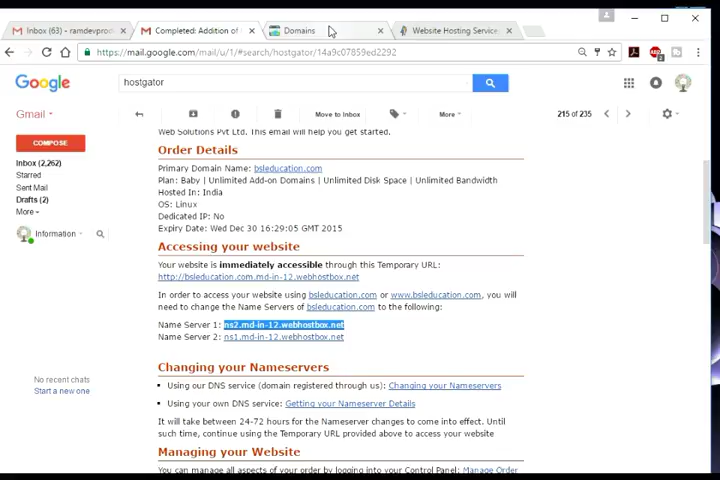 Inbox (63) - ramdevprod
Completed: Addition of
Domains
Website Hosting Service
https://mail.google.com/mail/u/1/#search/hostgator/14a9c07859ed2292
Google
hostgator
Gmail
Move to Inbox
More
215 of 235
COMPOSE
Inbox (2,262)
Starred
Sent Mail
Drafts (2)
More
Information
No recent chats
Start a new one
Web Solutions Pvt Ltd. This email will help you get started.
Order Details
Primary Domain Name: bsleducation.com
Plan: Baby | Unlimited Add-on Domains | Unlimited Disk Space | Unlimited Bandwidth
Hosted In: India
OS: Linux
Dedicated IP: No
Expiry Date: Wed Dec 30 16:29:05 GMT 2015
Accessing your website
Your website is immediately accessible through this Temporary URL:
http://bsleducation.com.md-in-12.webhostbox.net
In order to access your website using bsleducation.com or www.bsleducation.com, you will
need to change the Name Servers of bsleducation.com to the following:
Name Server 1: ns2.md-in-12.webhostbox.net
Name Server 2: ns1.md-in-12.webhostbox.net
Changing your Nameservers
• Using our DNS service (domain registered through us): Changing your Nameservers
• Using your own DNS service: Getting your Nameserver Details
It will take between 24-72 hours for the Nameserver changes to come into effect. Until
such time, continue using the Temporary URL provided above to access your website
Managing your Website
You can manage all aspects of your order by logging into your Control Panel: Manage Order